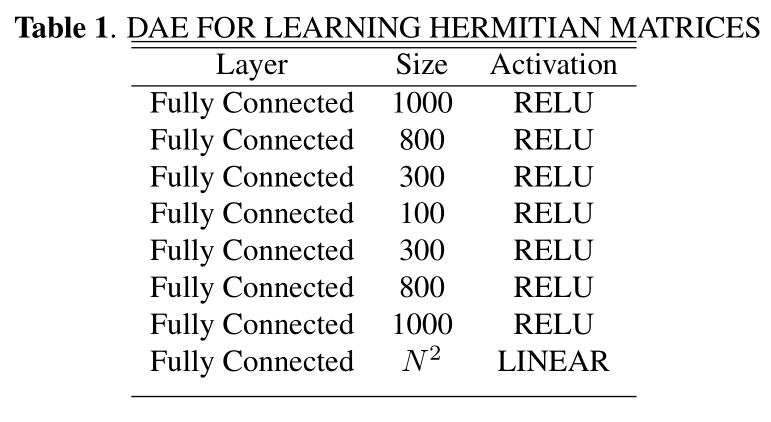 Table 1. DAE FOR LEARNING HERMITIAN MATRICES
Layer Size Activation
Fully Connected 1000 RELU
Fully Connected 800 RELU
Fully Connected 300 RELU
Fully Connected 100 RELU
Fully Connected 300 RELU
Fully Connected 800 RELU
Fully Connected 1000 RELU
Fully Connected N² LINEAR